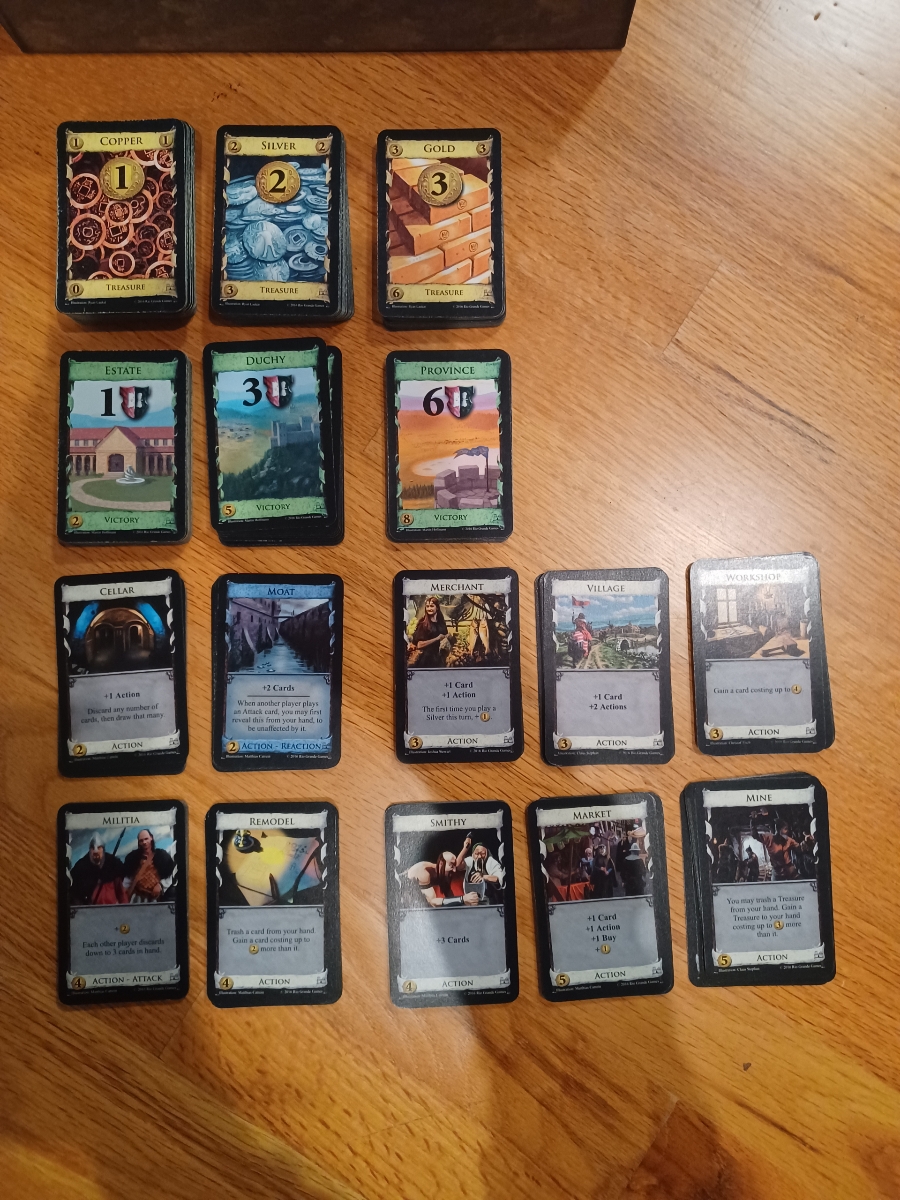 1 COPPER 1
1
0 TREASURE
2 SILVER 2
2
3 TREASURE
3 GOLD 3
3
6 TREASURE
ESTATE
1
2 VICTORY
DUCHY
3
5 VICTORY
PROVINCE
6
8 VICTORY
CELLAR
+1 Action
Discard any number of
cards, then draw that many.
2 ACTION
MOAT
+2 Cards
When another player plays
an Attack card, you may first
reveal this from your hand, to
be unaffected by it.
2 ACTION - REACTION
MERCHANT
+1 Card
+1 Action
The first time you play a
Silver this turn, +1.
3 ACTION
VILLAGE
+1 Card
+2 Actions
3 ACTION
WORKSHOP
Gain a card costing up to 4.
3 ACTION
MILITIA
+2
Each other player discards
down to 3 cards in hand.
4 ACTION - ATTACK
REMODEL
Trash a card from your hand.
Gain a card costing up to
2 more than it.
4 ACTION
SMITHY
+3 Cards
4 ACTION
MARKET
+1 Card
+1 Action
+1 Buy
+1
5 ACTION
MINE
You may trash a Treasure
from your hand. Gain a
Treasure to your hand
costing up to 3 more
than it.
5 ACTION